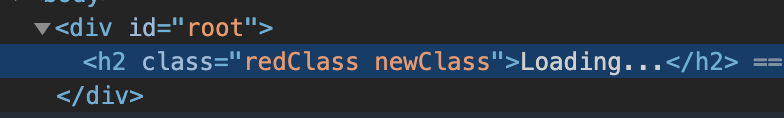 <div id="root">
<h2 class="redClass newClass">Loading...</h2> ==
</div>